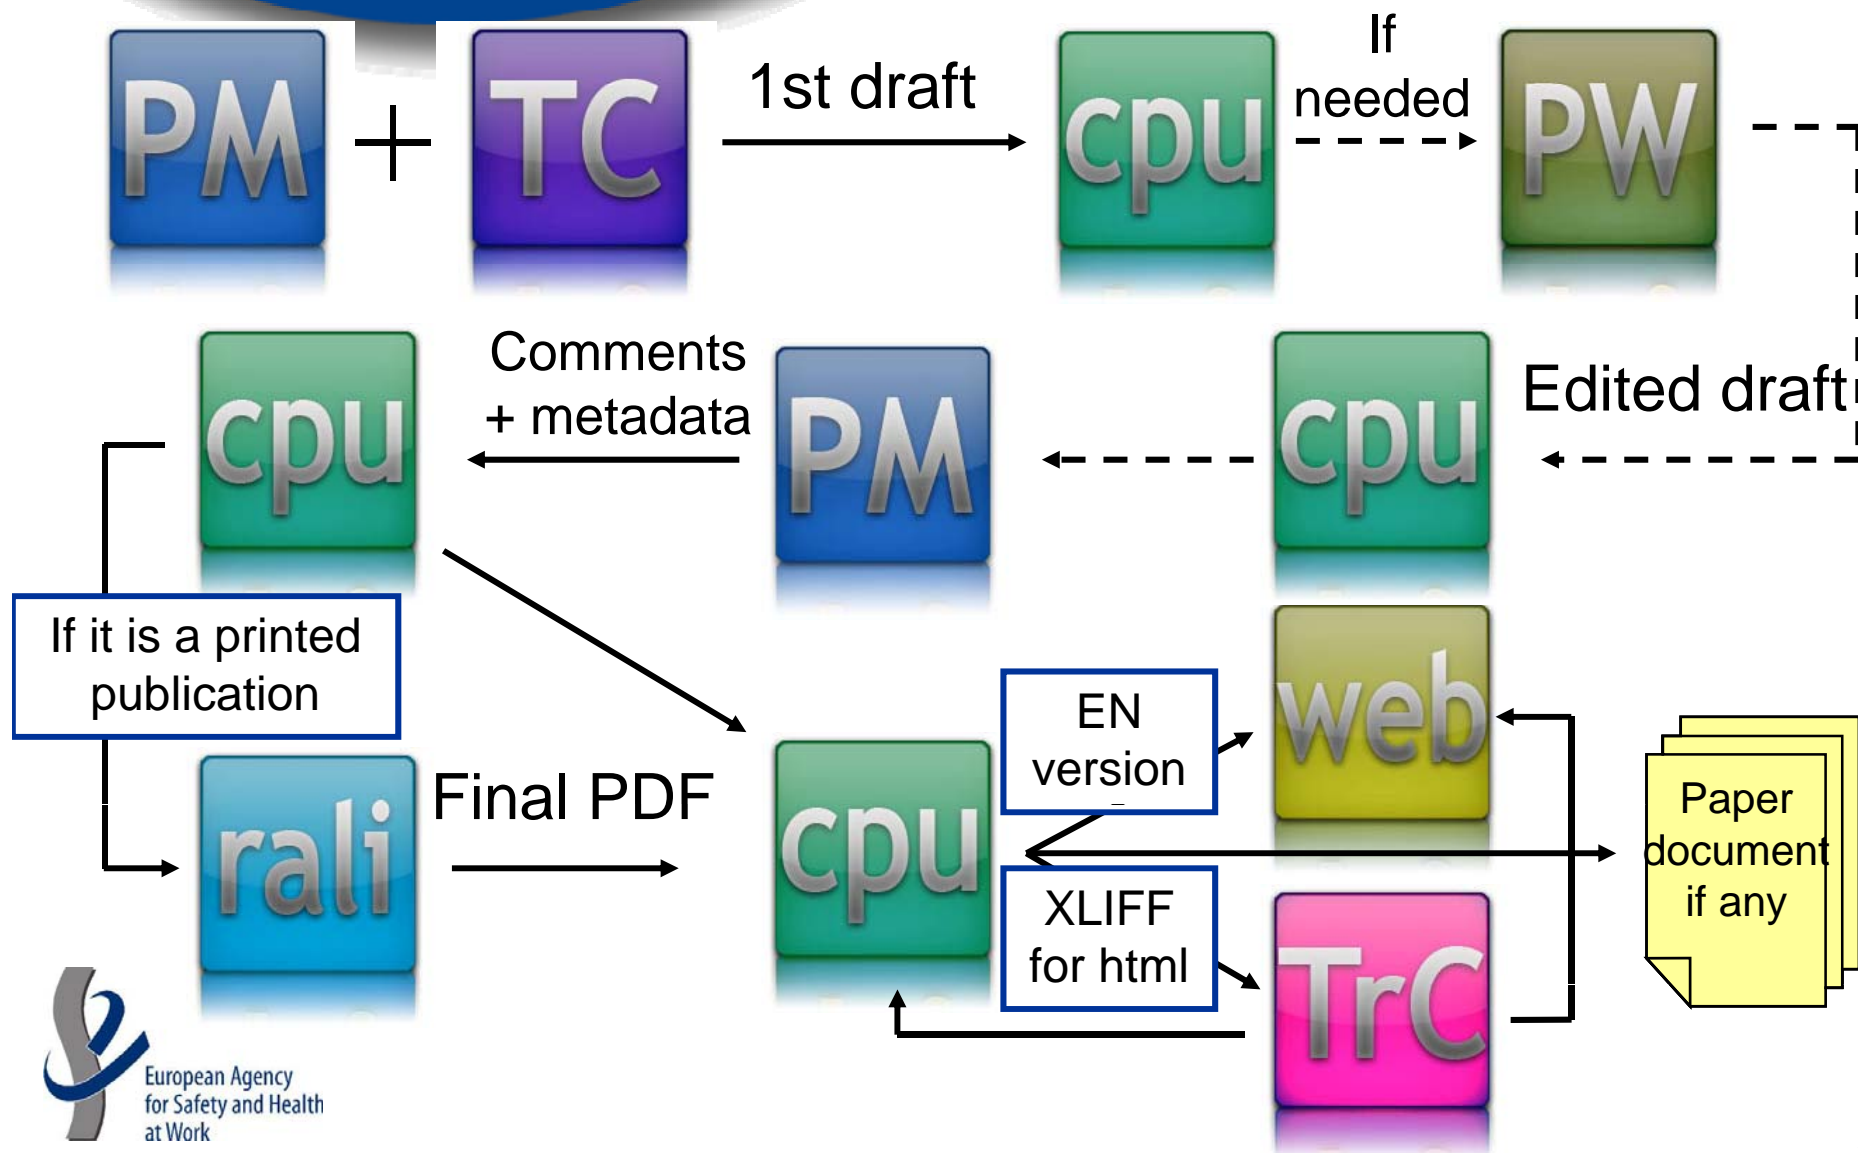 PM
TC
1st draft
cpu
If
needed
PW
cpu
Comments
+ metadata
PM
cpu
Edited draft
If it is a printed
publication
rali
Final PDF
cpu
EN
version
web
XLIFF
for html
TrC
Paper
document
if any
European Agency
for Safety and Health
at Work